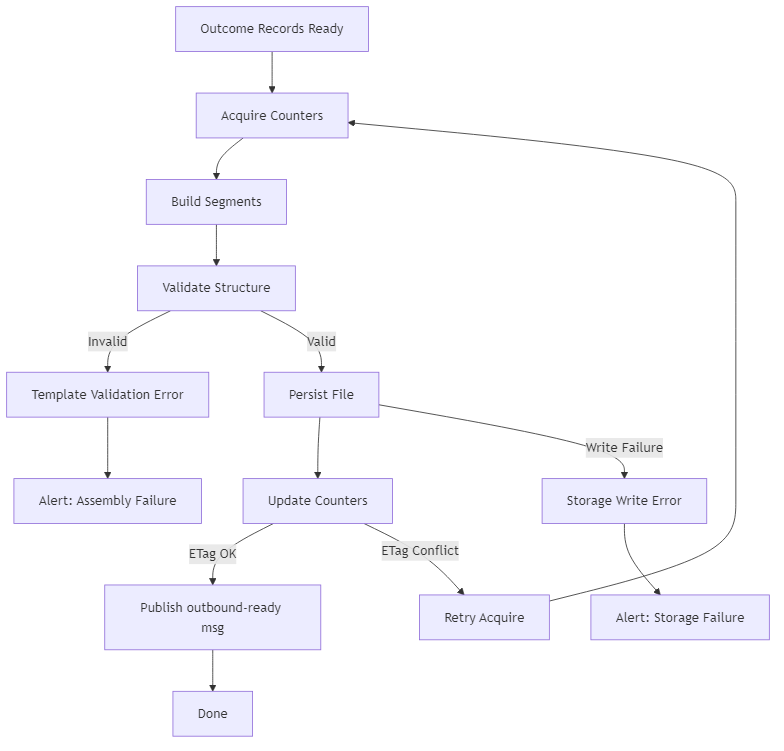 Outcome Records Ready
Acquire Counters
Build Segments
Validate Structure
Invalid
Valid
Template Validation Error
Persist File
Write Failure
Alert: Assembly Failure
Update Counters
Storage Write Error
ETag OK
ETag Conflict
Publish outbound-ready
msg
Retry Acquire
Alert: Storage Failure
Done